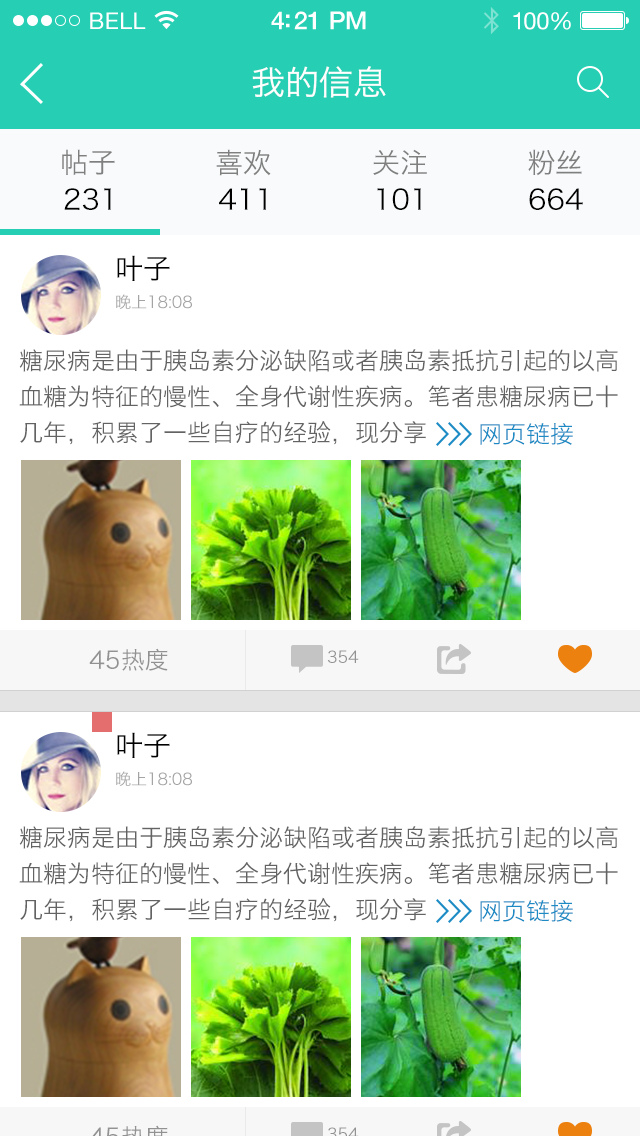 BELL 4:21 PM 100%
我的信息
帖子 喜欢 关注 粉丝
231 411 101 664
叶子
晚上18:08
糖尿病是由于胰岛素分泌缺陷或者胰岛素抵抗引起的以高
血糖为特征的慢性、全身代谢性疾病。笔者患糖尿病已十
几年，积累了一些自疗的经验，现分享 网页链接
45热度 354
叶子
晚上18:08
糖尿病是由于胰岛素分泌缺陷或者胰岛素抵抗引起的以高
血糖为特征的慢性、全身代谢性疾病。笔者患糖尿病已十
几年，积累了一些自疗的经验，现分享 网页链接
45热度 354